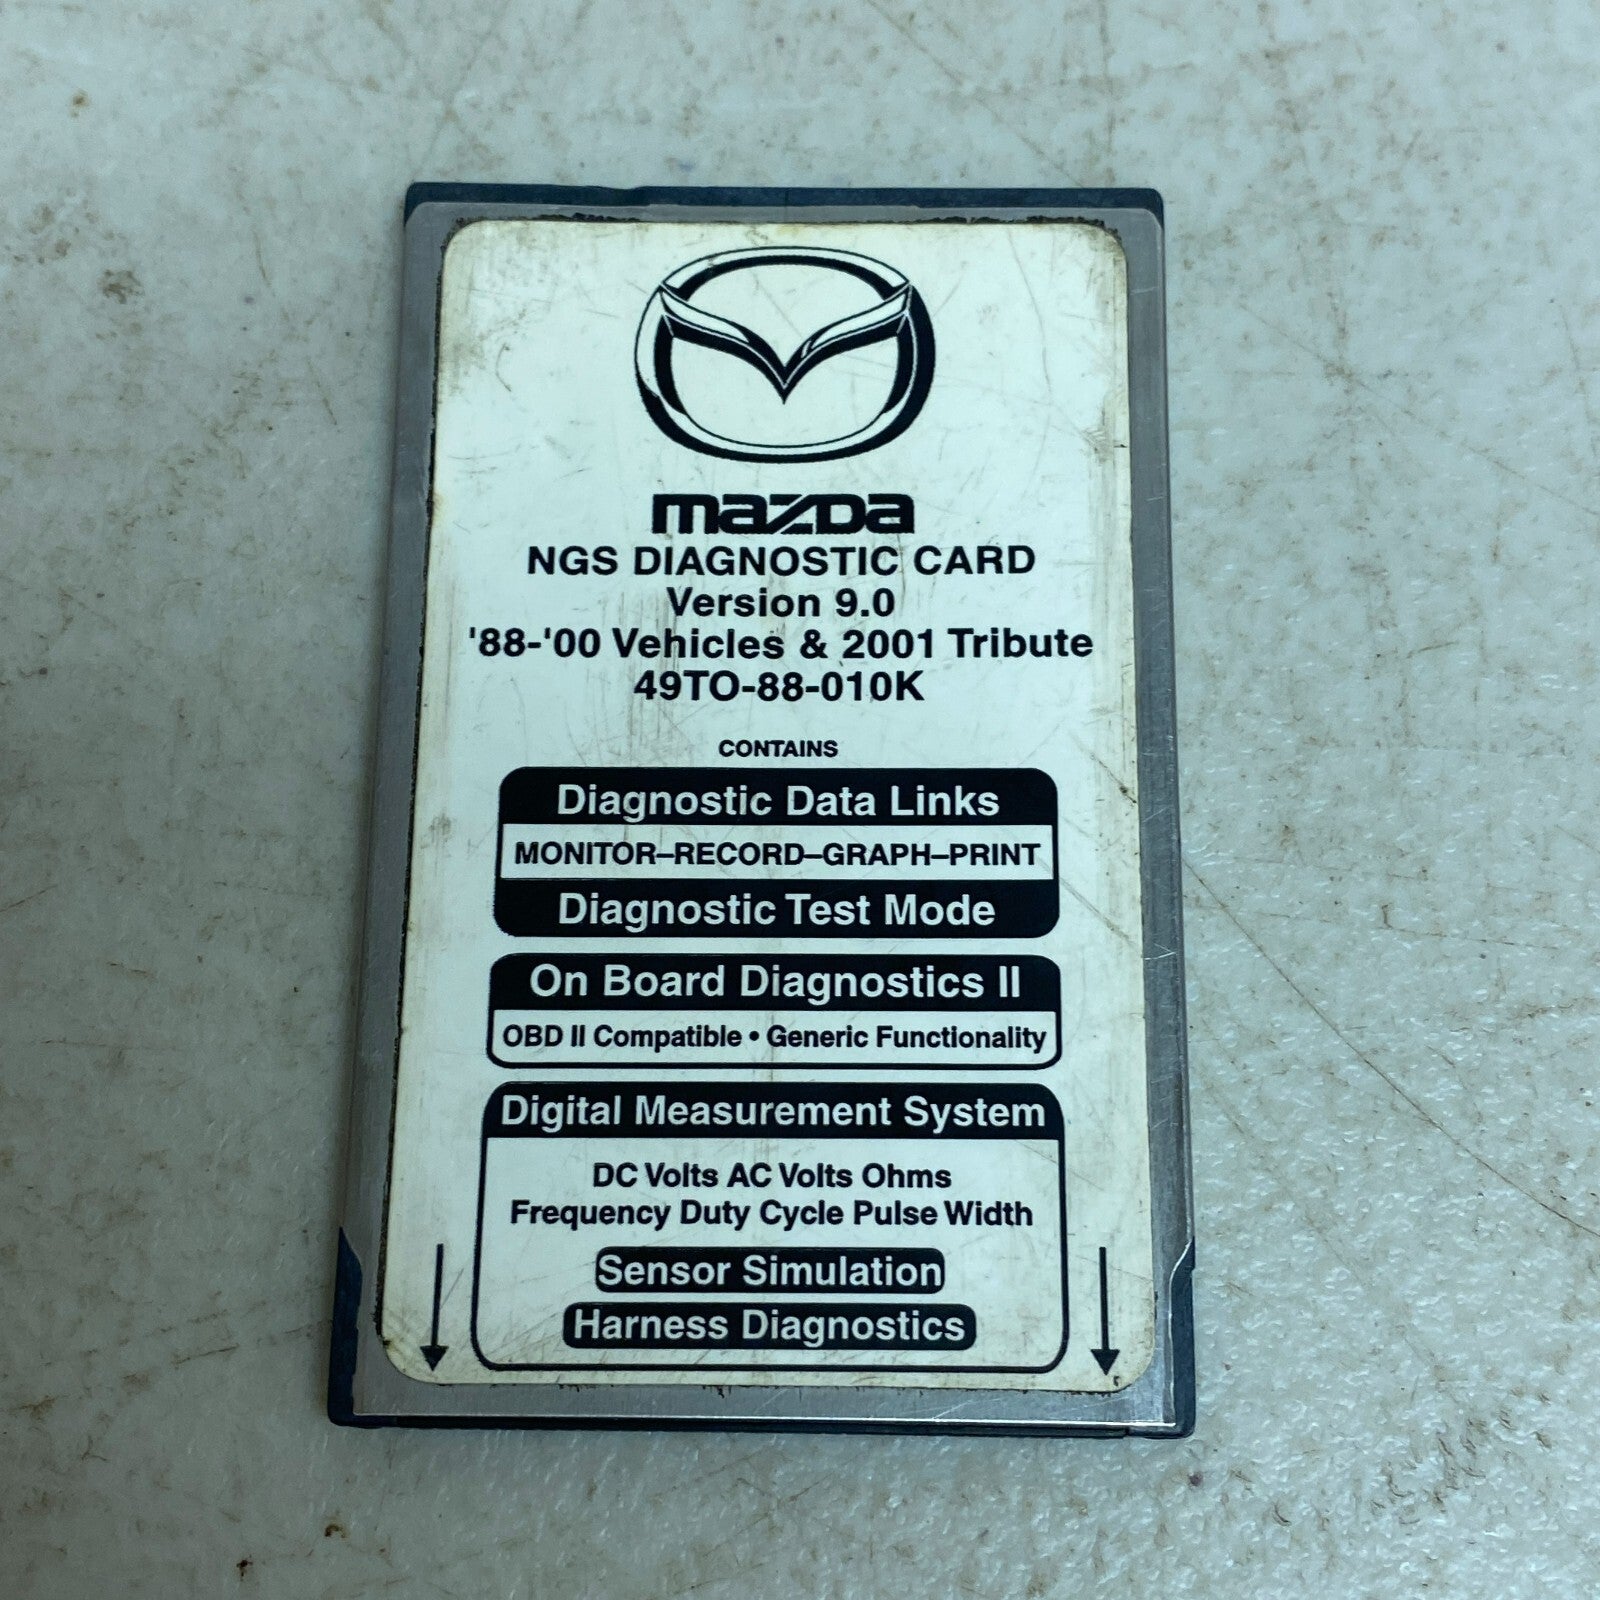 mazda
NGS DIAGNOSTIC CARD
Version 9.0
'88-'00 Vehicles & 2001 Tribute
49TO-88-010K
CONTAINS
Diagnostic Data Links
MONITOR–RECORD–GRAPH–PRINT
Diagnostic Test Mode
On Board Diagnostics II
OBD II Compatible • Generic Functionality
Digital Measurement System
DC Volts AC Volts Ohms
Frequency Duty Cycle Pulse Width
Sensor Simulation
Harness Diagnostics